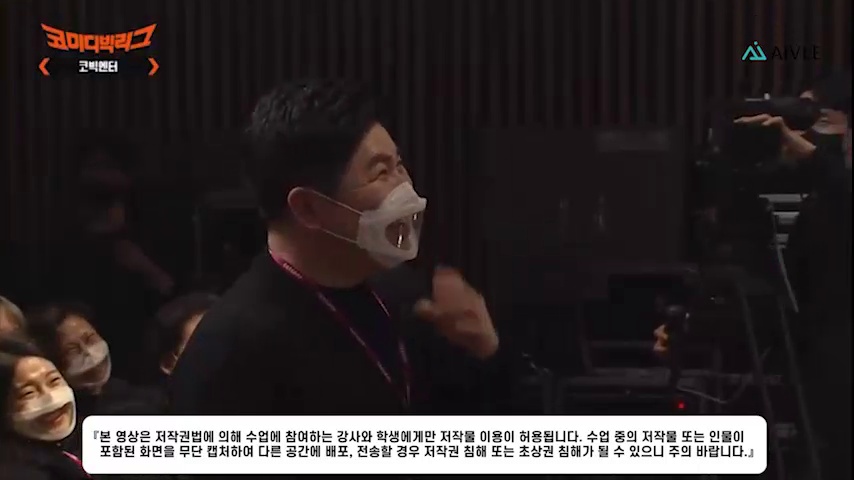 코미디빅리그
코빅엔터
AIVLE
『본 영상은 저작권법에 의해 수업에 참여하는 강사와 학생에게만 저작물 이용이 허용됩니다. 수업 중의 저작물 또는 인물이
포함된 화면을 무단 캡처하여 다른 공간에 배포, 전송할 경우 저작권 침해 또는 초상권 침해가 될 수 있으니 주의 바랍니다.』